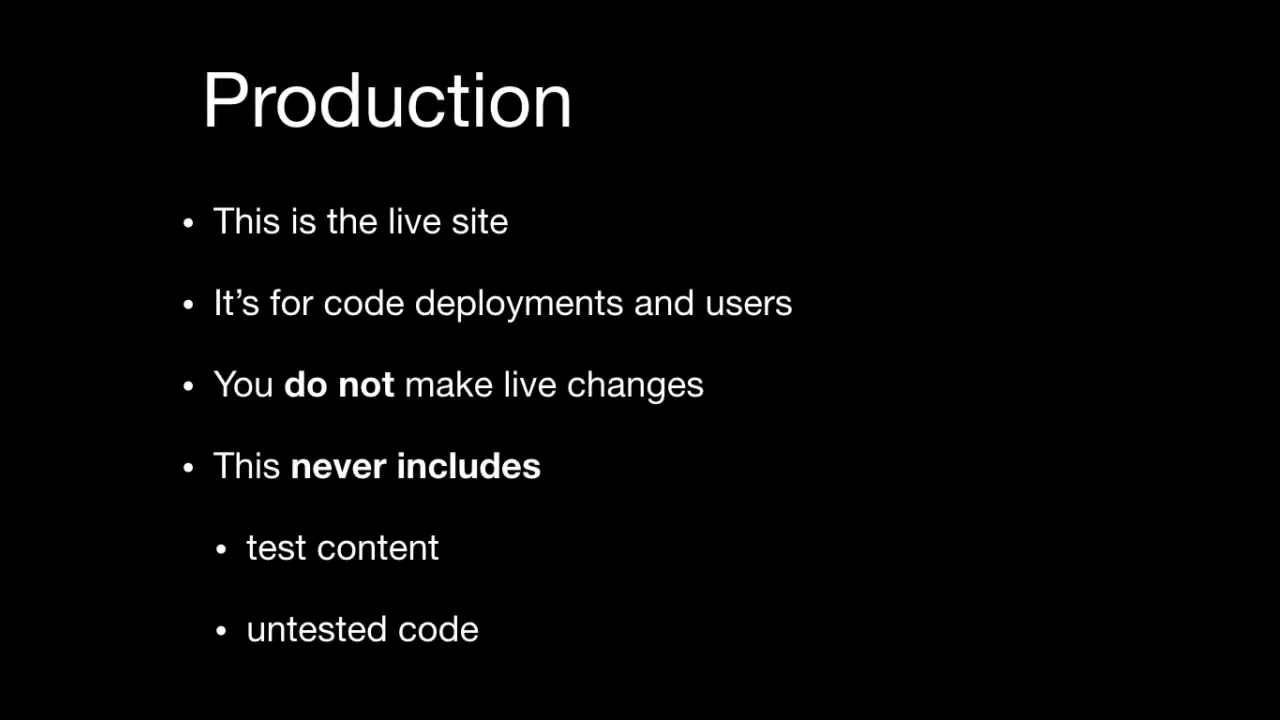 Production
• This is the live site
• It’s for code deployments and users
• You do not make live changes
• This never includes
• test content
• untested code